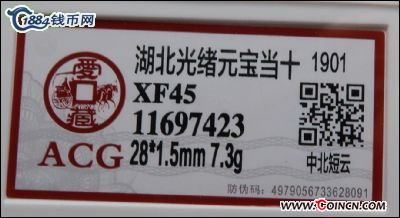 1884钱币网
湖北光绪元宝当十 1901
爱藏
XF45
11697423
ACG 28*1.5mm 7.3g
中北短云
防伪码: 4979056733628091
www.COINCN.com